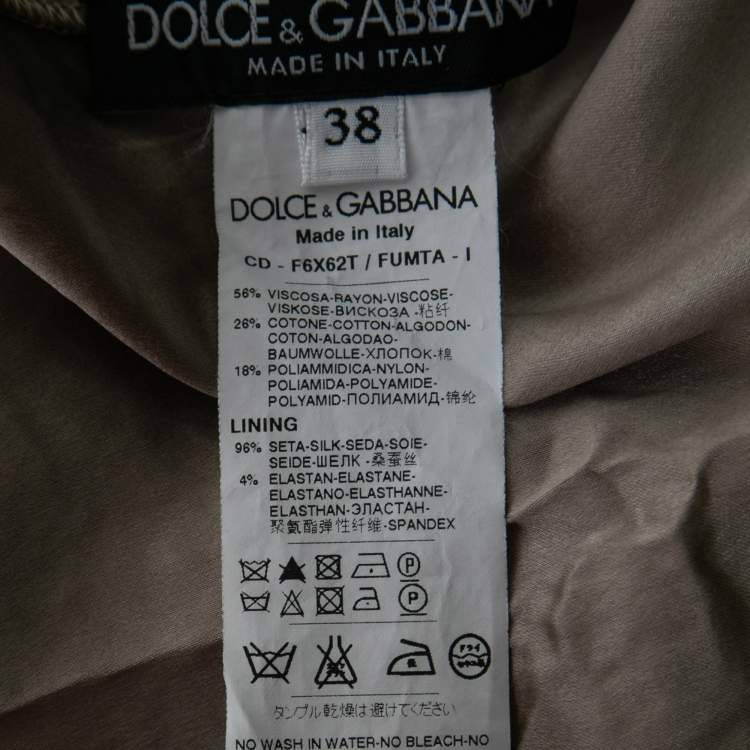 DOLCE & GABBANA
MADE IN ITALY
38
DOLCE & GABBANA
Made in Italy
CD - F6X62T / FUMTA - I
56% VISCOSA-RAYON-VISCOSE-
VISKOSE-ВИСКОЗА -粘纤
26% COTONE-COTTON-ALGODON-
COTON-ALGODAO-
BAUMWOLLE-ХЛОПОК-棉
18% POLIAMMIDICA-NYLON-
POLIAMIDA-POLYAMIDE-
POLYAMID-ПОЛИАМИД-锦纶
LINING
96% SETA-SILK-SEDA-SOIE-
SEIDE-ШЕЛК -桑蚕丝
4% ELASTAN-ELASTANE-
ELASTANO-ELASTHANNE-
ELASTHAN-ЭЛАСТАН-
聚氨酯弹性纤维-SPANDEX
P
P
ドライ
セキユ系
タンブル乾燥は避けてください
NO WASH IN WATER-NO BLEACH-NO